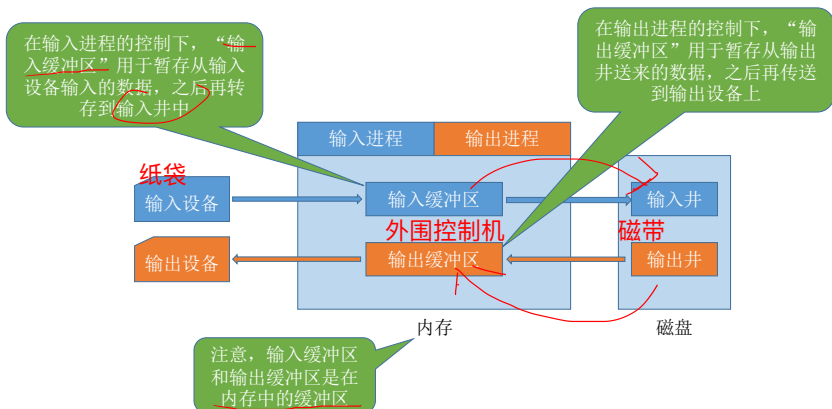 在输入进程的控制下，“输
入缓冲区”用于暂存从输入
设备输入的数据，之后再转
存到输入井中
在输出进程的控制下，“输
出缓冲区”用于暂存从输出
井送来的数据，之后再传送
到输出设备上
输入进程
输出进程
纸袋
输入设备
输入缓冲区
输入井
外围控制机
磁带
输出设备
输出缓冲区
输出井
内存
磁盘
注意，输入缓冲区
和输出缓冲区是在
内存中的缓冲区